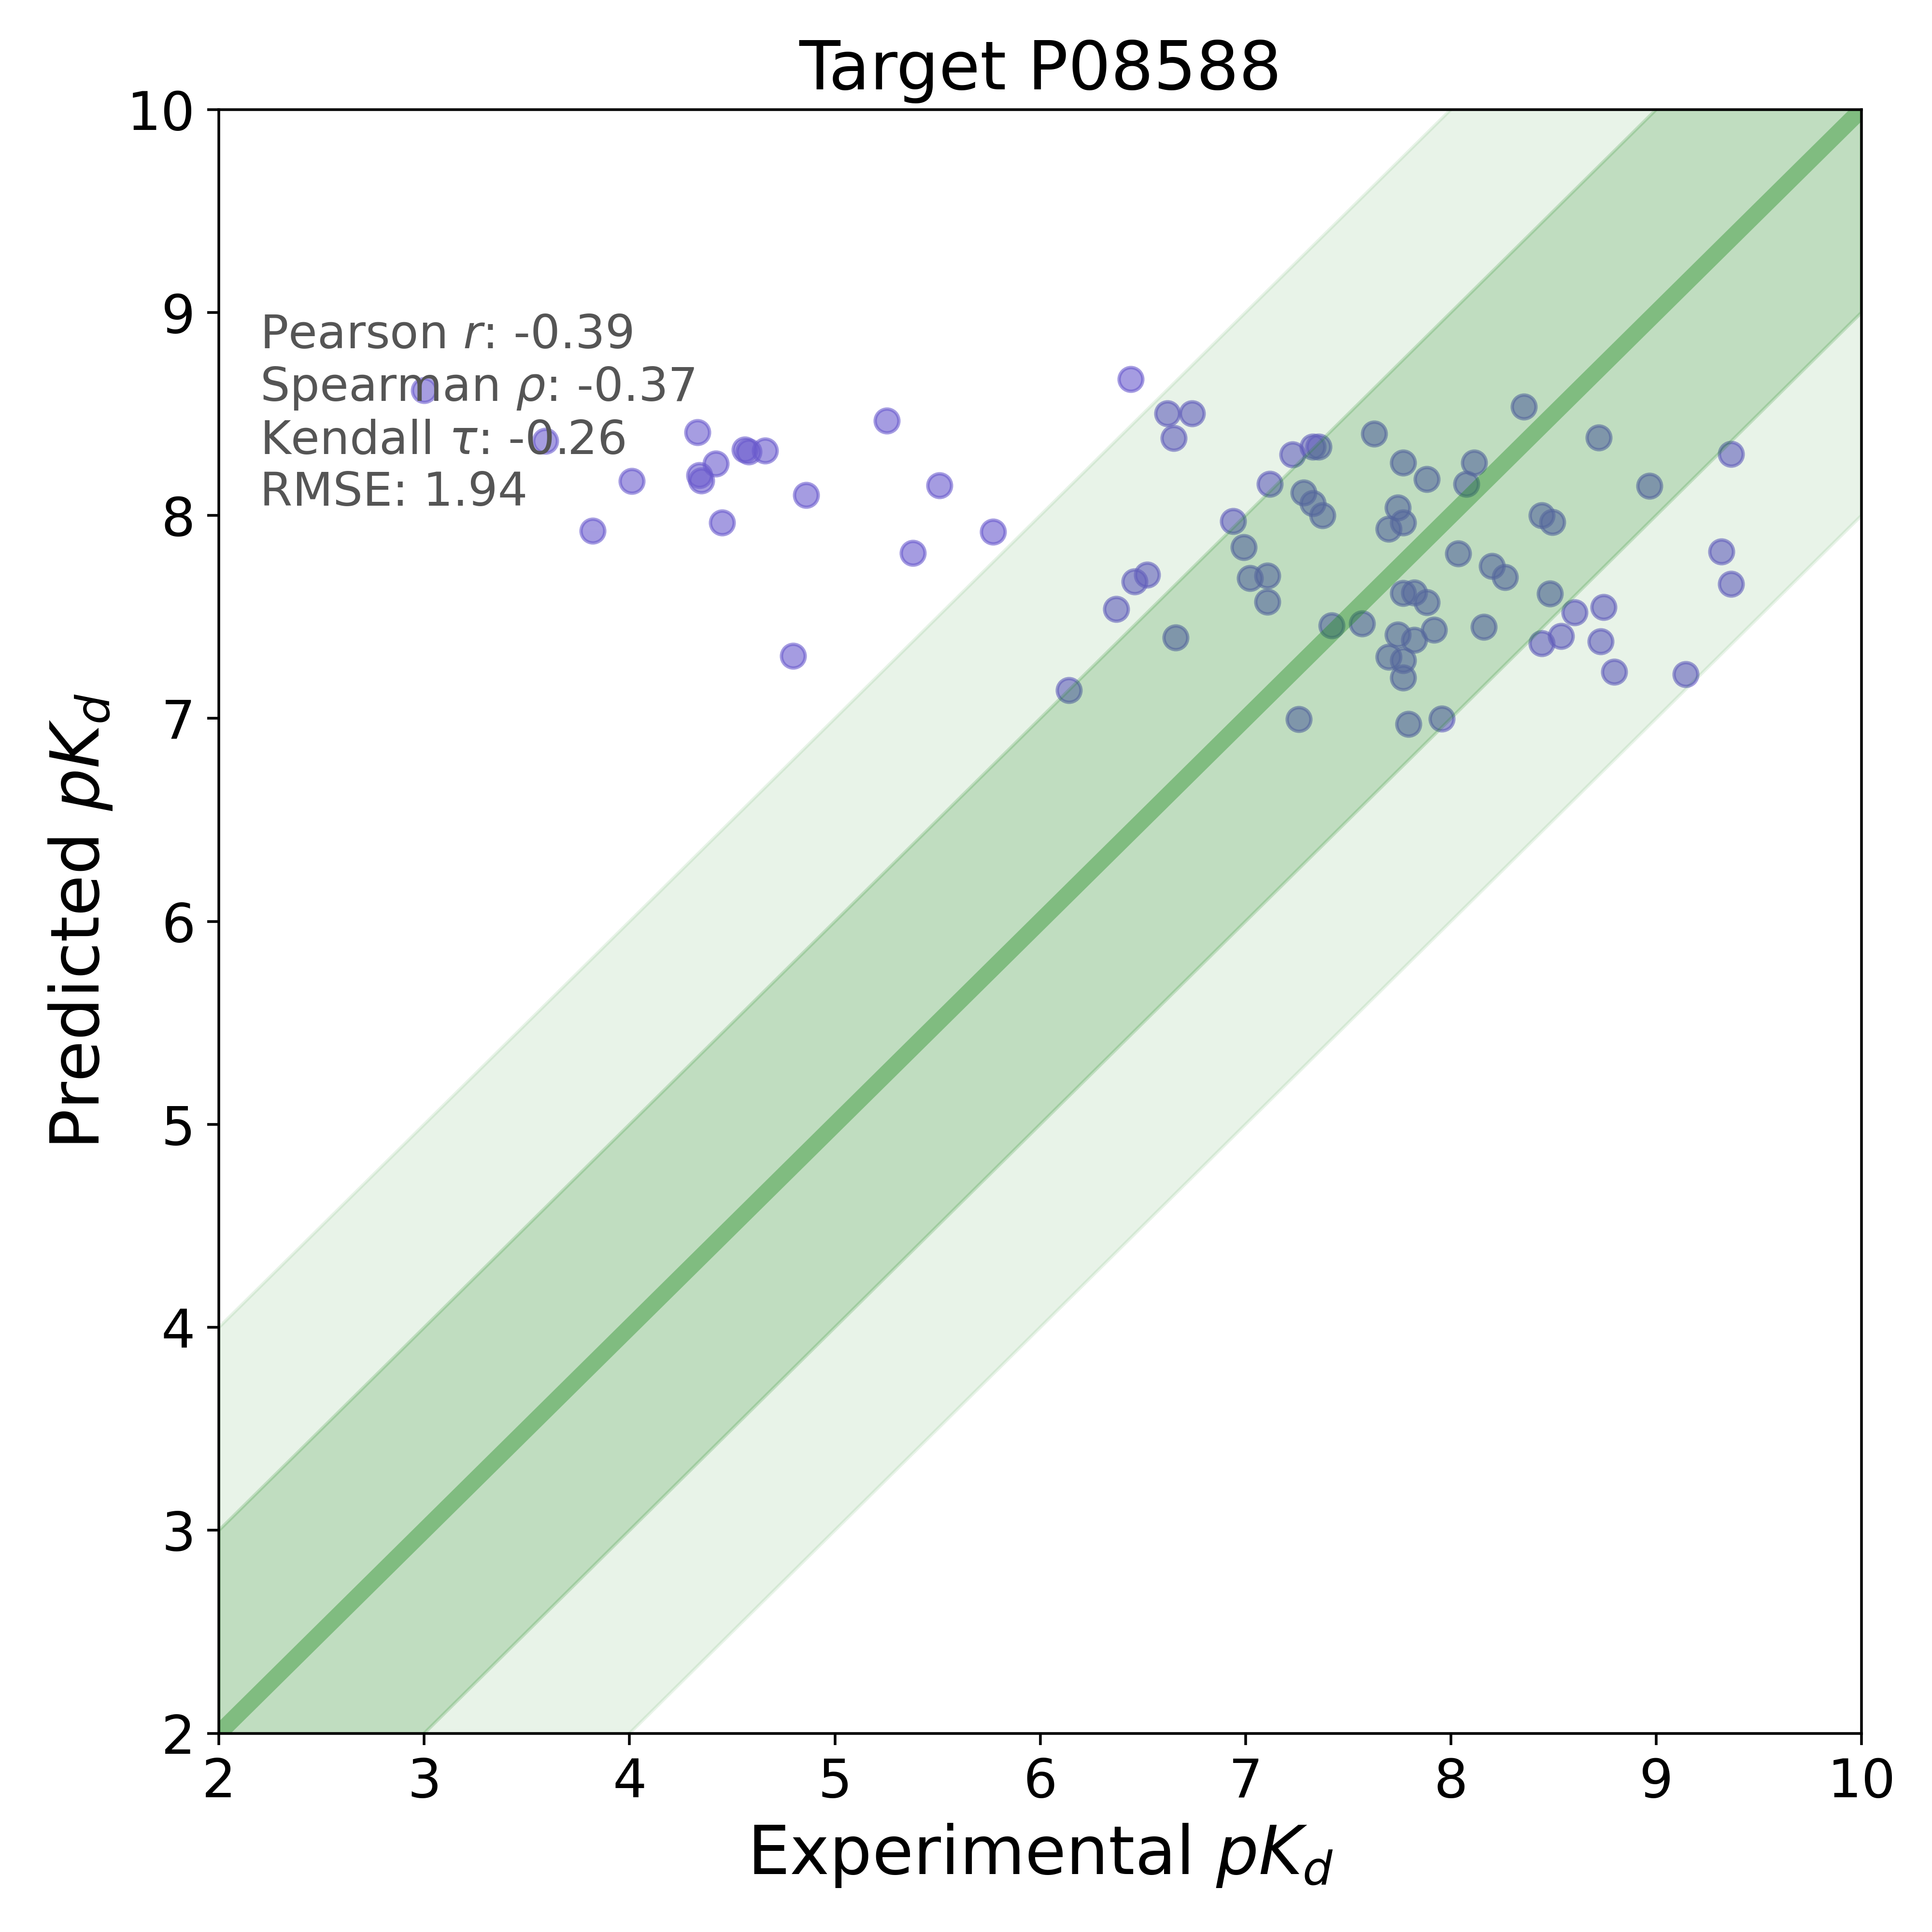 Target P08588
10
9
8
7
6
5
4
3
2
Predicted pKd
Pearson r: -0.39
Spearman ρ: -0.37
Kendall τ: -0.26
RMSE: 1.94
2 3 4 5 6 7 8 9 10
Experimental pKd